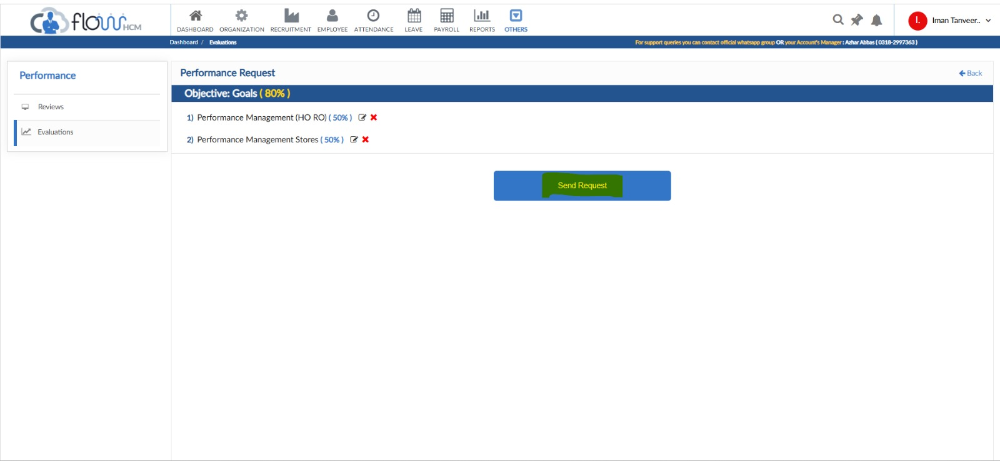 flowHCM
DASHBOARD ORGANIZATION RECRUITMENT EMPLOYEE ATTENDANCE LEAVE PAYROLL REPORTS OTHERS
I. Iman Tanveer..
Dashboard / Evaluations
For support queries you can contact official whatsapp group OR your Account's Manager : Azhar Abbas ( 0318-2997363 )
Performance
Reviews
Evaluations
Performance Request
Back
Objective: Goals ( 80% )
1) Performance Management (HO RO) ( 50% )
2) Performance Management Stores ( 50% )
Send Request